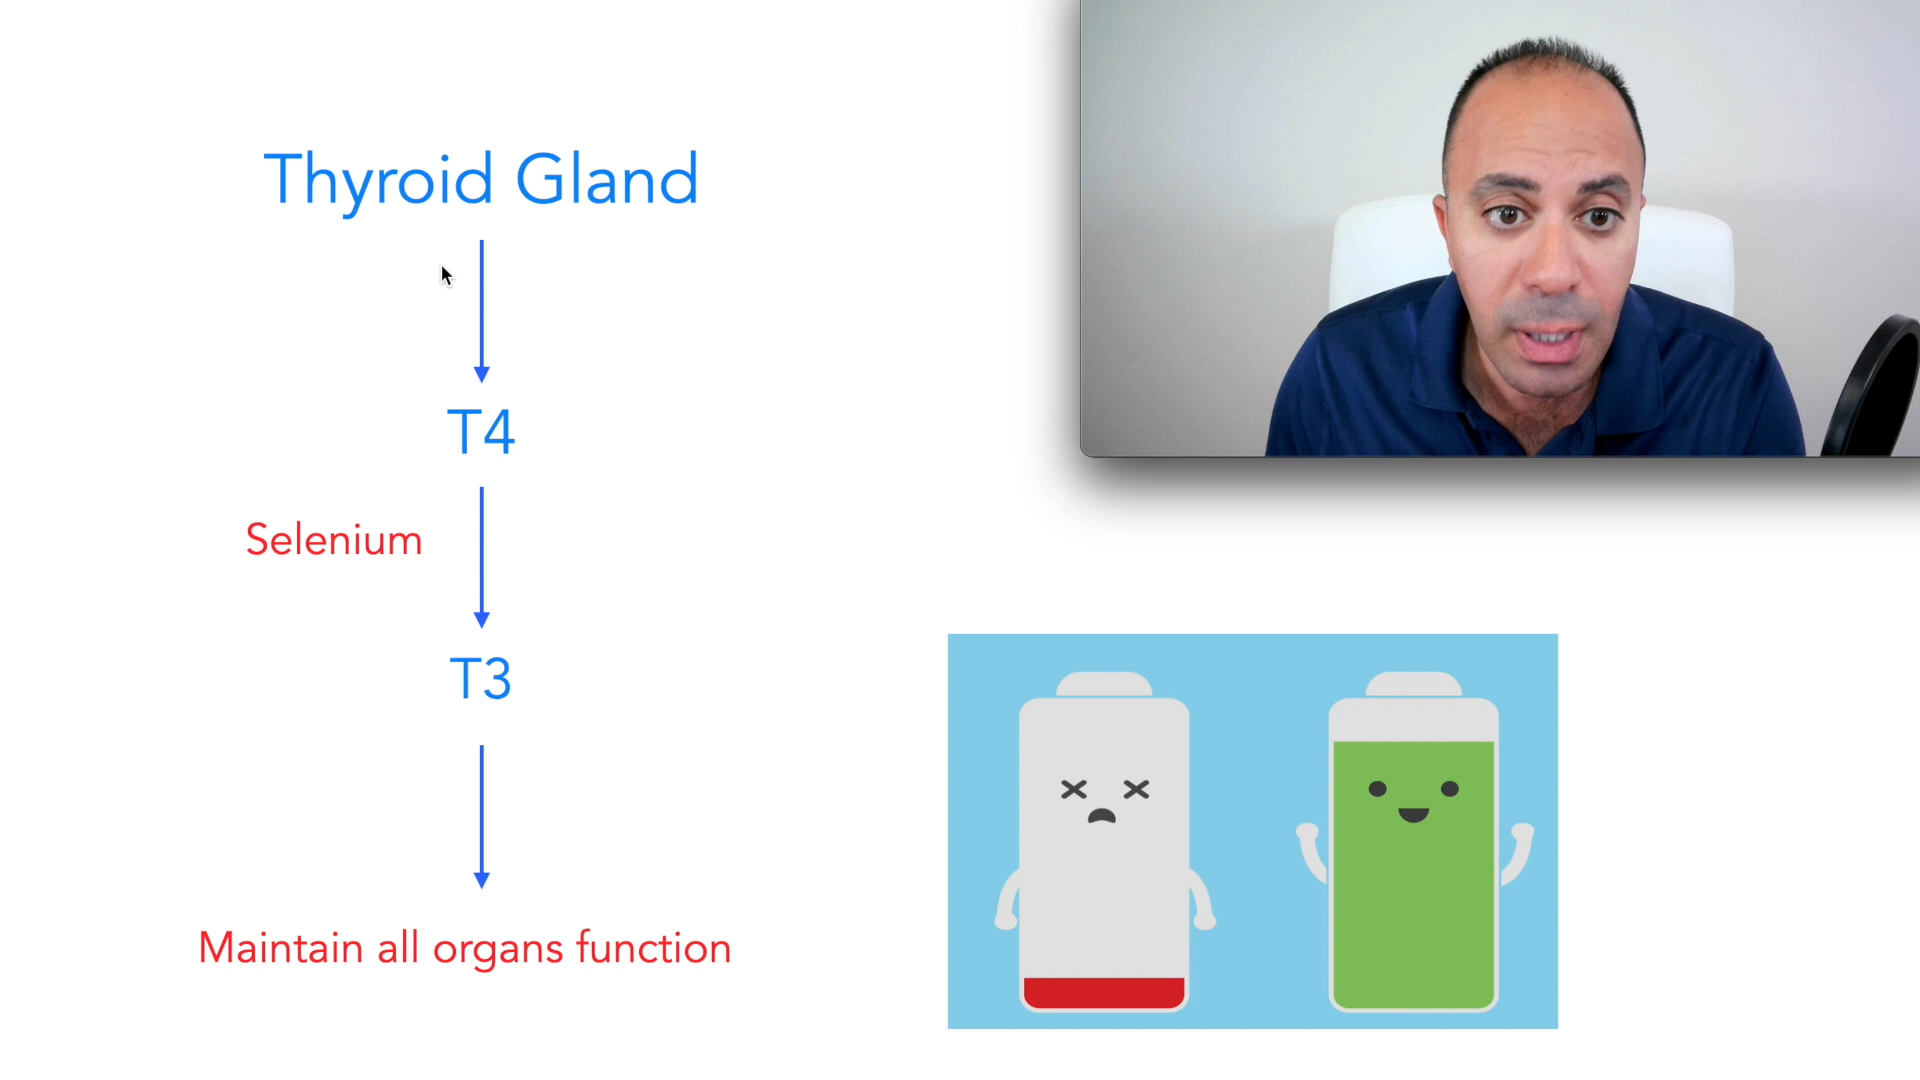 Thyroid Gland
T4
Selenium
T3
Maintain all organs function